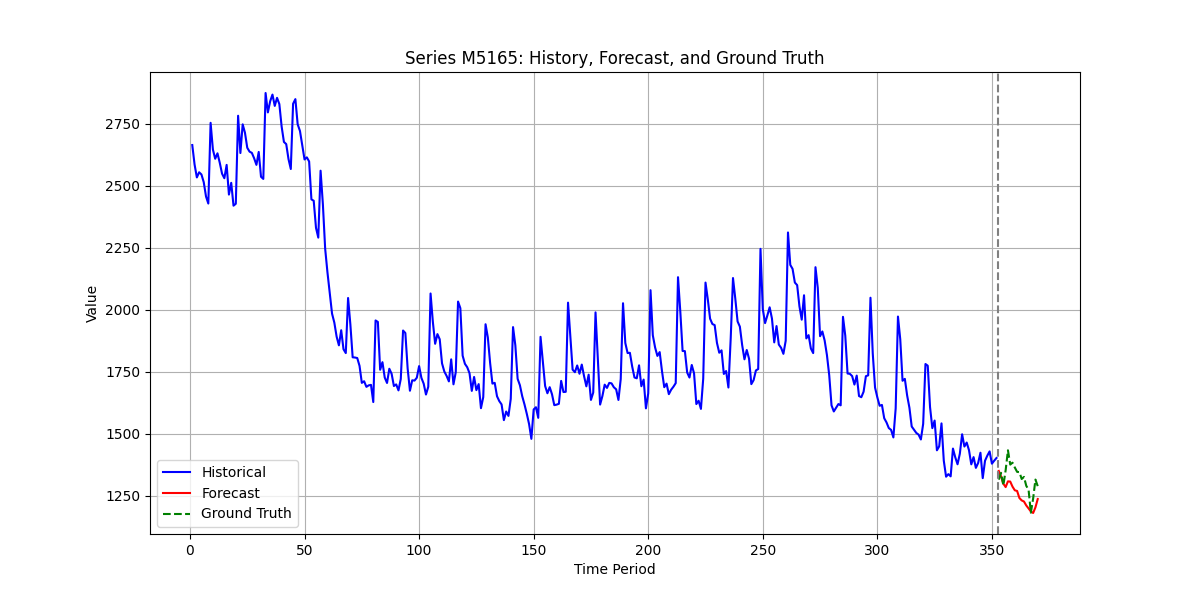 Series M5165: History, Forecast, and Ground Truth
Value
2750
2500
2250
2000
1750
1500
1250
Historical
Forecast
Ground Truth
0 50 100 150 200 250 300 350
Time Period